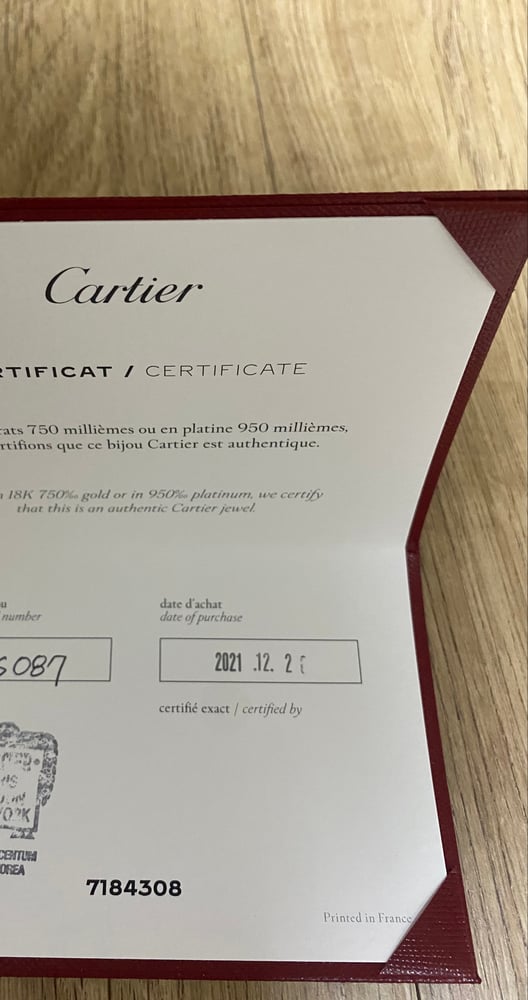 Cartier
RTIFICAT / CERTIFICATE
rats 750 millièmes ou en platine 950 millièmes,
rtifions que ce bijou Cartier est authentique.
18K 750‰ gold or in 950‰ platinum, we certify
that this is an authentic Cartier jewel.
number
date d'achat
date of purchase
6087
2021 .12. 2
certifié exact / certified by
CENTUM
OREA
7184308
Printed in France